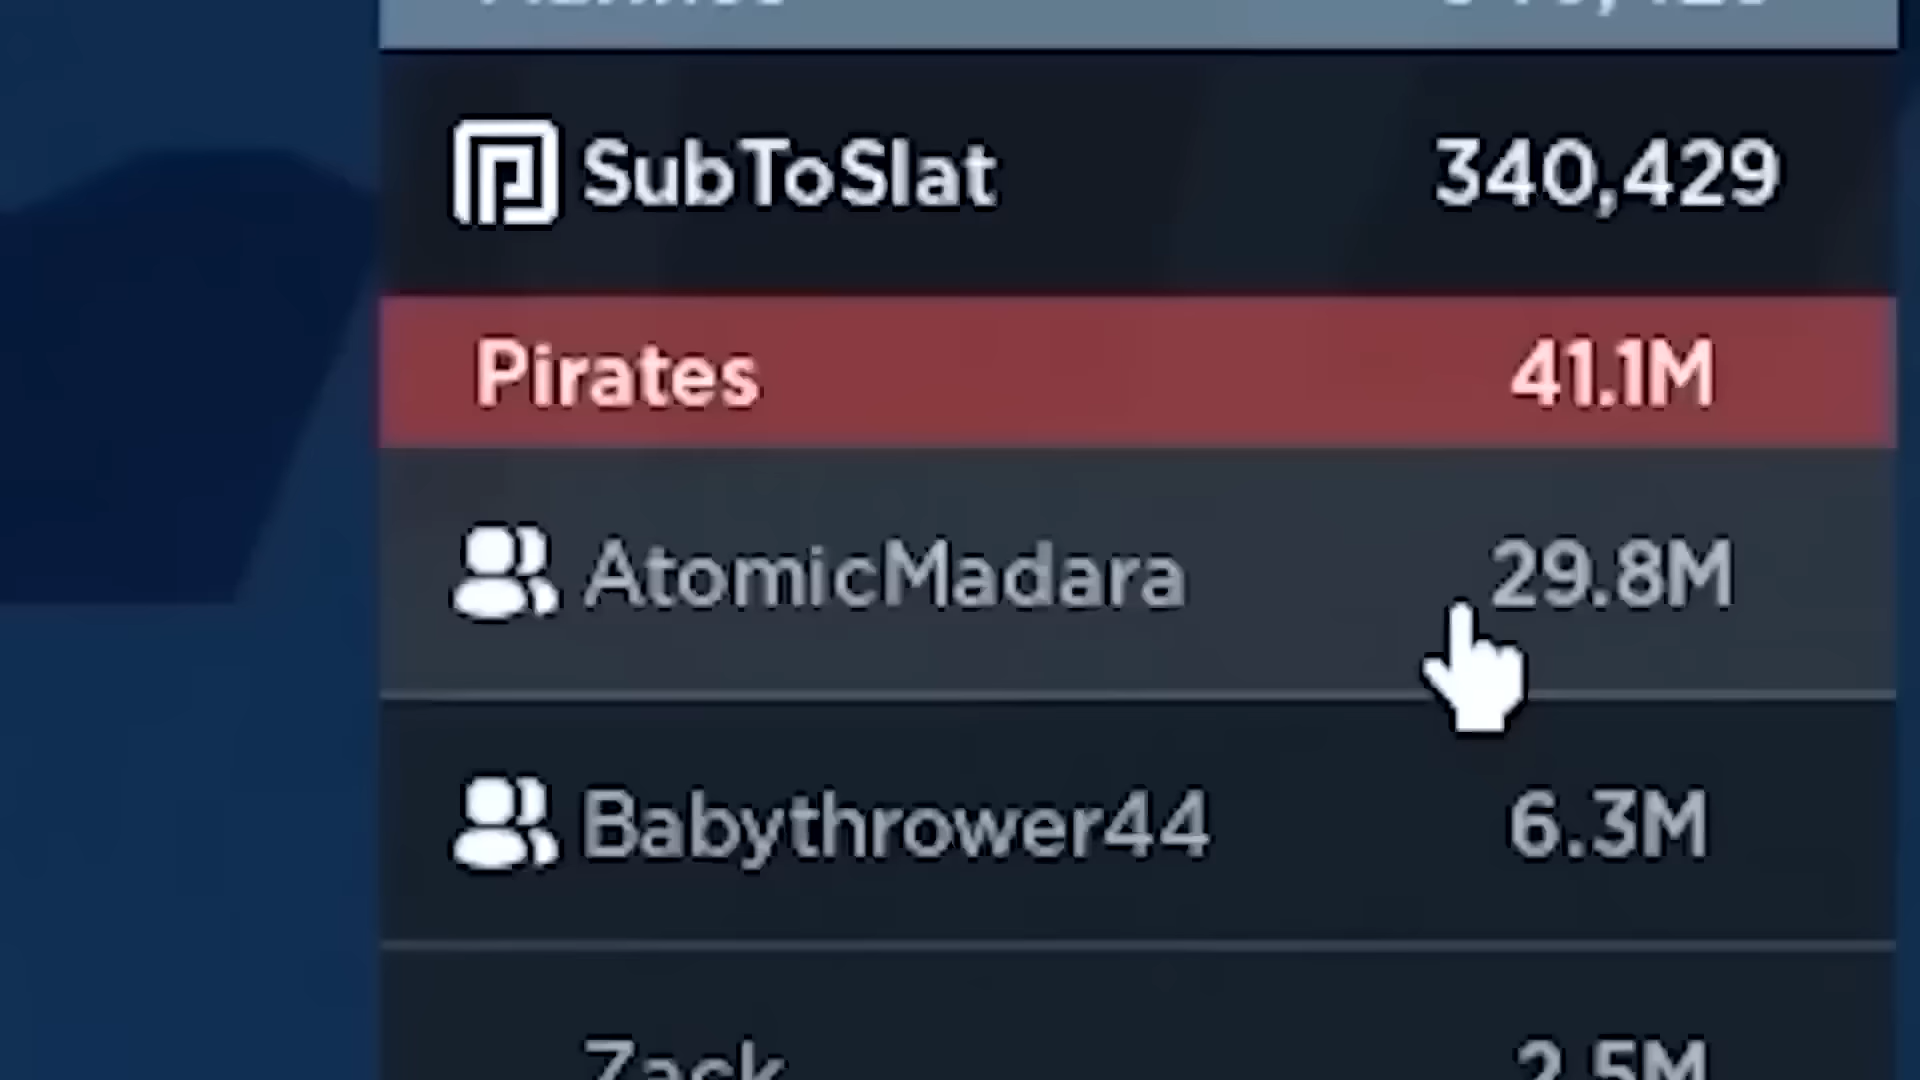 SubToSlat 340,429
Pirates 41.1M
AtomicMadara 29.8M
Babythrower44 6.3M
Zack 2.5M